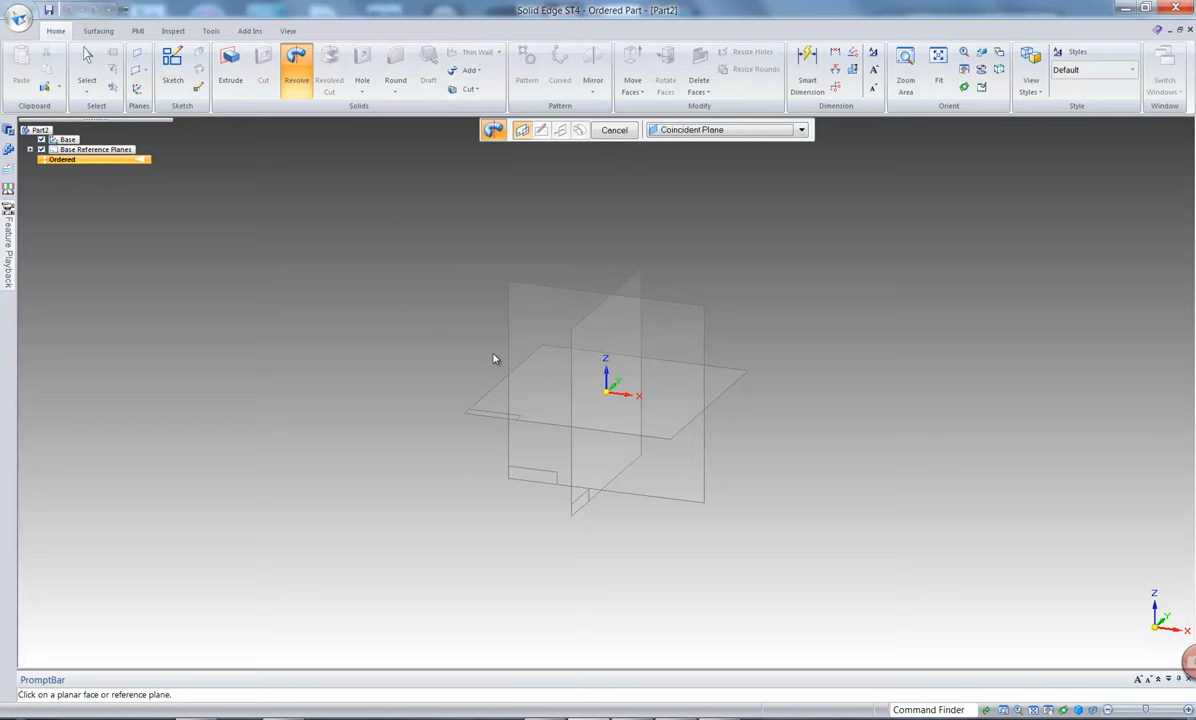 Solid Edge ST4 - Ordered Part - [Part2]
Home Surfacing PMI Inspect Tools Add Ins View
Paste Select Sketch Extrude Cut Revolve Revolved Cut Hole Round Draft Thin Wall Add Cut Pattern Curved Mirror Move Faces Rotate Faces Delete Faces Resize Holes Resize Rounds Smart Dimension Zoom Area Fit View Styles Styles Default Switch Windows
Clipboard Select Planes Sketch Solids Pattern Modify Dimension Orient Style Window
Cancel Coincident Plane
Part2
Base
Base Reference Planes
Ordered
Feature Playback
Z
Y
X
Z
Y
X
PromptBar
Click on a planar face or reference plane.
Command Finder